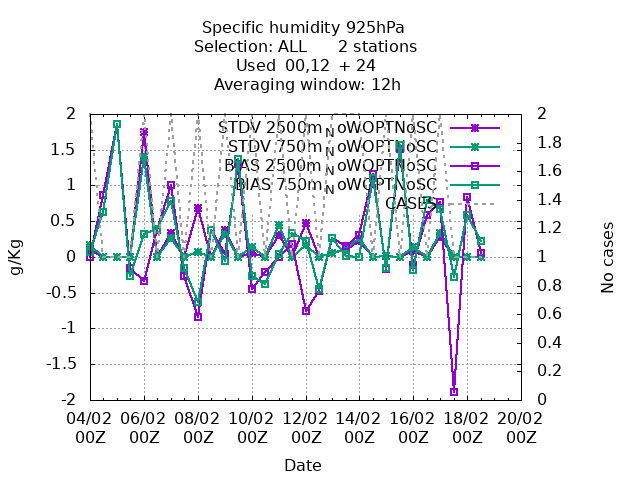 Specific humidity 925hPa
Selection: ALL 2 stations
Used 00,12 + 24
Averaging window: 12h
STDV 2500m NoWOPTNoSC
STDV 750m NoWOPTNoSC
BIAS 2500m NoWOPTNoSC
BIAS 750m NoWOPTNoSC
CASES
g/Kg
2
1.5
1
0.5
0
-0.5
-1
-1.5
-2
No cases
2
1.8
1.6
1.4
1.2
1
0.8
0.6
0.4
0.2
0
04/02 06/02 08/02 10/02 12/02 14/02 16/02 18/02 20/02
00Z 00Z 00Z 00Z 00Z 00Z 00Z 00Z 00Z
Date